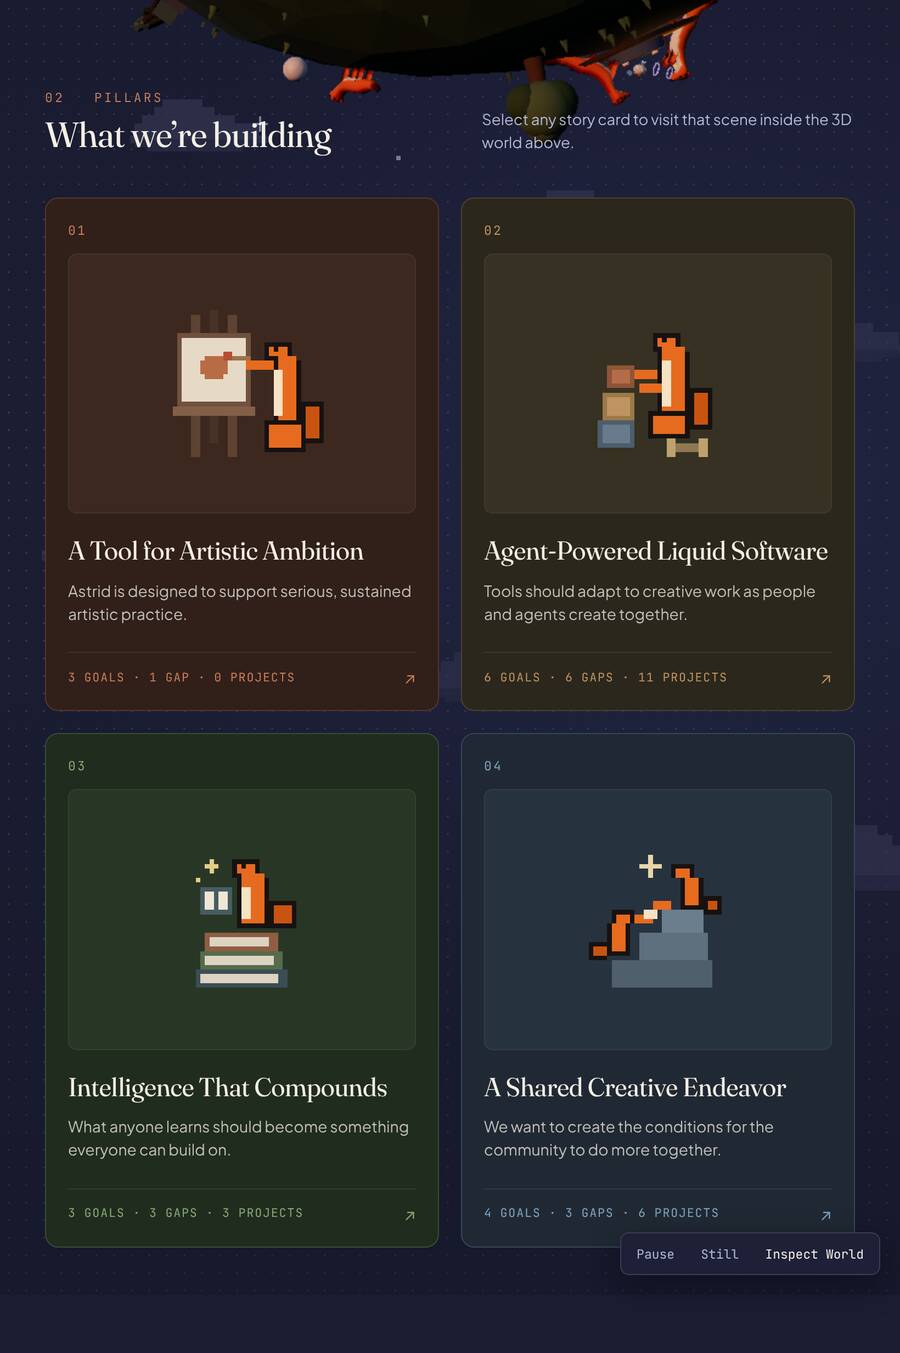 02 PILLARS
What we’re building
Select any story card to visit that scene inside the 3D
world above.
01
A Tool for Artistic Ambition
Astrid is designed to support serious, sustained
artistic practice.
3 GOALS · 1 GAP · 0 PROJECTS ↗
02
Agent-Powered Liquid Software
Tools should adapt to creative work as people
and agents create together.
6 GOALS · 6 GAPS · 11 PROJECTS ↗
03
Intelligence That Compounds
What anyone learns should become something
everyone can build on.
3 GOALS · 3 GAPS · 3 PROJECTS ↗
04
A Shared Creative Endeavor
We want to create the conditions for the
community to do more together.
4 GOALS · 3 GAPS · 6 PROJECTS ↗
Pause Still Inspect World